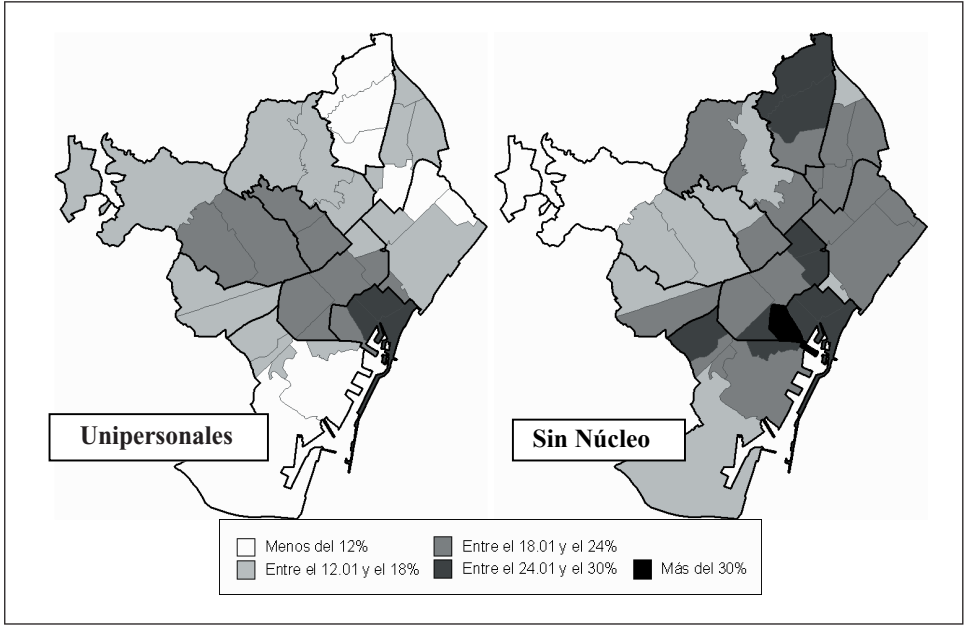 Unipersonales
Sin Núcleo
Menos del 12%
Entre el 18.01 y el 24%
Entre el 12.01 y el 18%
Entre el 24.01 y el 30%
Más del 30%